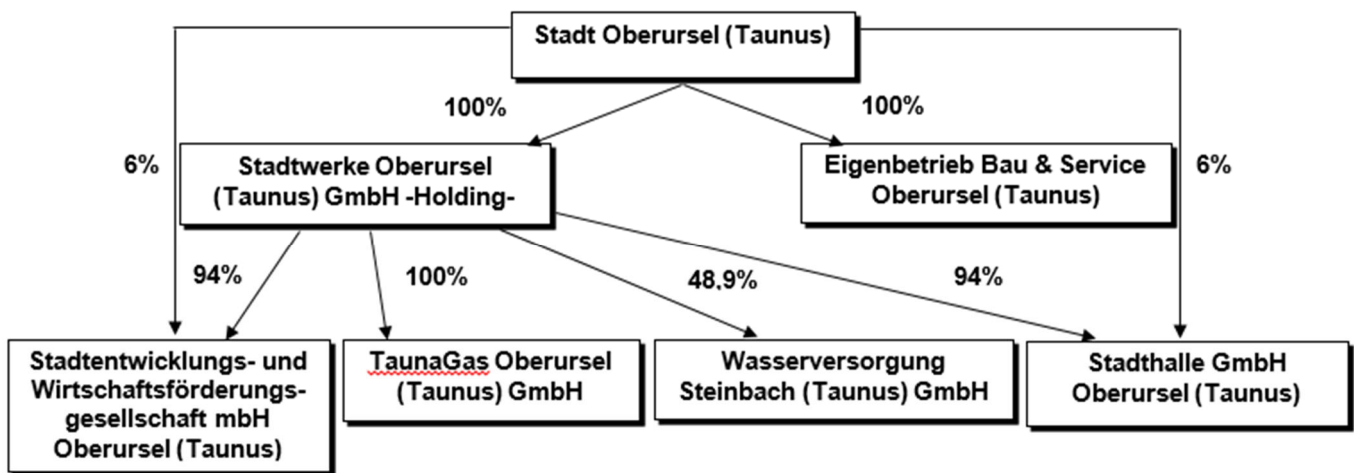 Stadt Oberursel (Taunus)
100%
100%
6%
Stadtwerke Oberursel
(Taunus) GmbH -Holding-
Eigenbetrieb Bau & Service
Oberursel (Taunus)
6%
94%
100%
48,9%
94%
Stadtentwicklungs- und
Wirtschaftsförderungs-
gesellschaft mbH
Oberursel (Taunus)
TaunaGas Oberursel
(Taunus) GmbH
Wasserversorgung
Steinbach (Taunus) GmbH
Stadthalle GmbH
Oberursel (Taunus)